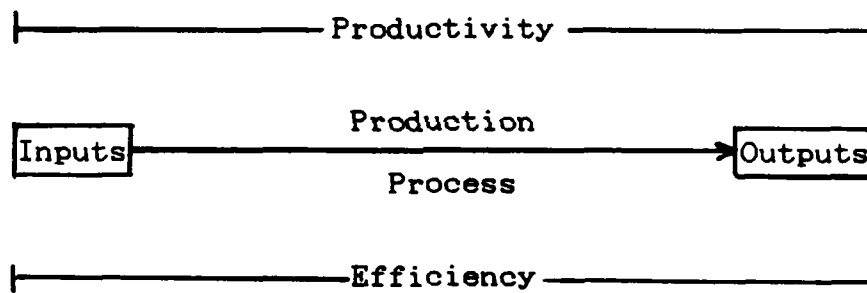 Productivity
Production
Inputs
Outputs
Process
Efficiency